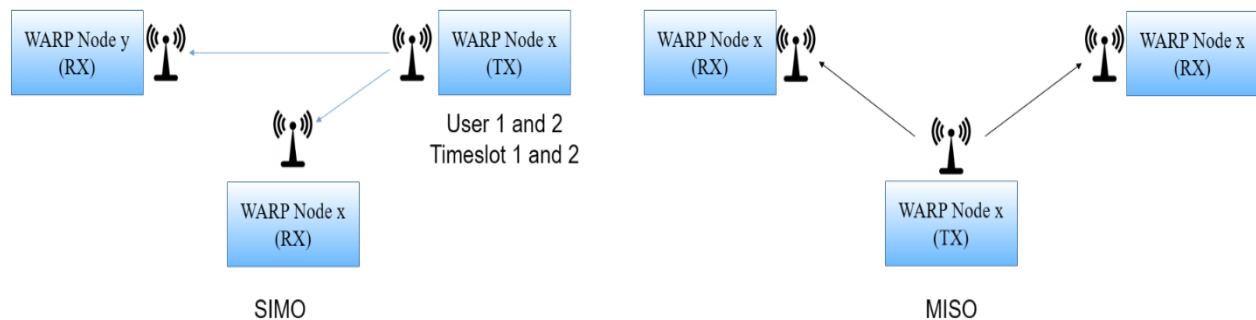 WARP Node y
(RX)
WARP Node x
(TX)
User 1 and 2
Timeslot 1 and 2
WARP Node x
(RX)
SIMO
WARP Node x
(RX)
WARP Node x
(RX)
WARP Node x
(TX)
MISO